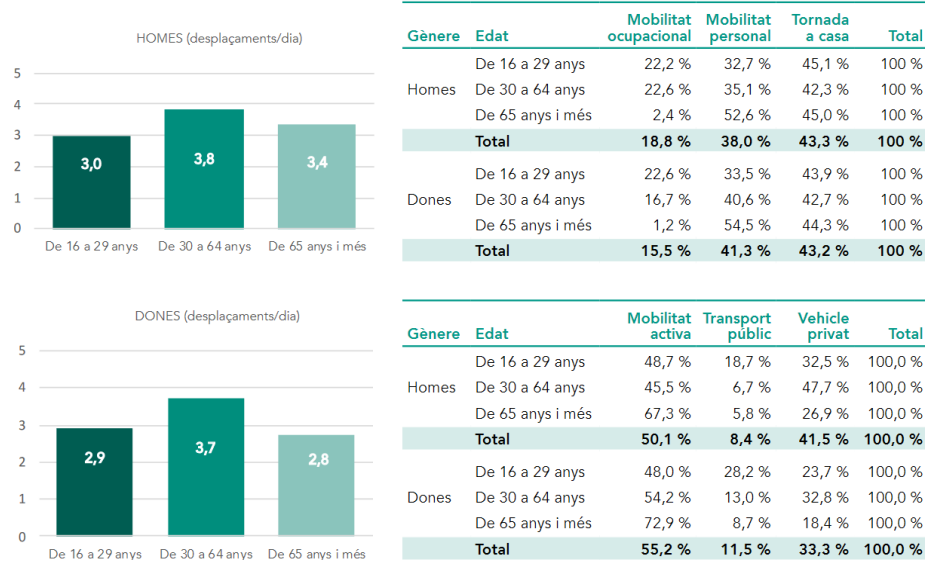 HOMES (desplaçaments/dia)
5
4
3
2
1
0
3,0
3,8
3,4
De 16 a 29 anys De 30 a 64 anys De 65 anys i més
Gènere Edat Mobilitat ocupacional Mobilitat personal Tornada a casa Total
De 16 a 29 anys 22,2 % 32,7 % 45,1 % 100 %
Homes De 30 a 64 anys 22,6 % 35,1 % 42,3 % 100 %
De 65 anys i més 2,4 % 52,6 % 45,0 % 100 %
Total 18,8 % 38,0 % 43,3 % 100 %
De 16 a 29 anys 22,6 % 33,5 % 43,9 % 100 %
Dones De 30 a 64 anys 16,7 % 40,6 % 42,7 % 100 %
De 65 anys i més 1,2 % 54,5 % 44,3 % 100 %
Total 15,5 % 41,3 % 43,2 % 100 %
DONES (desplaçaments/dia)
5
4
3
2
1
0
2,9
3,7
2,8
De 16 a 29 anys De 30 a 64 anys De 65 anys i més
Gènere Edat Mobilitat activa Transport públic Vehicle privat Total
De 16 a 29 anys 48,7 % 18,7 % 32,5 % 100,0 %
Homes De 30 a 64 anys 45,5 % 6,7 % 47,7 % 100,0 %
De 65 anys i més 67,3 % 5,8 % 26,9 % 100,0 %
Total 50,1 % 8,4 % 41,5 % 100,0 %
De 16 a 29 anys 48,0 % 28,2 % 23,7 % 100,0 %
Dones De 30 a 64 anys 54,2 % 13,0 % 32,8 % 100,0 %
De 65 anys i més 72,9 % 8,7 % 18,4 % 100,0 %
Total 55,2 % 11,5 % 33,3 % 100,0 %